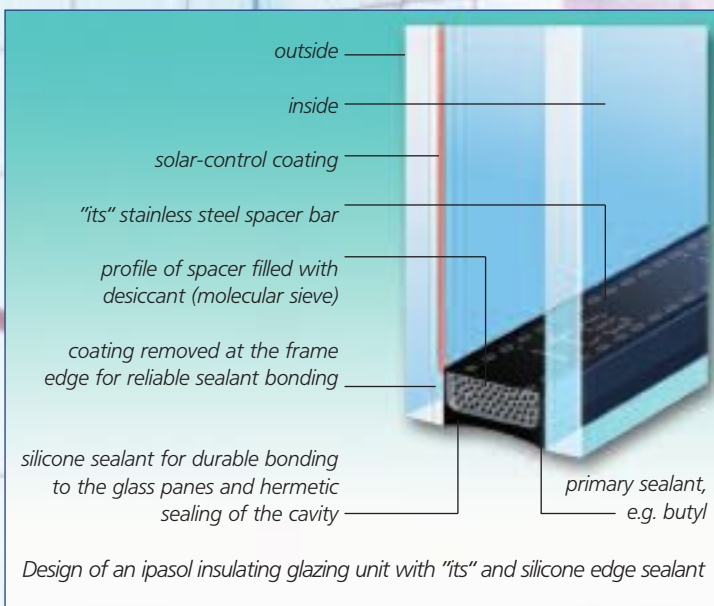 outside
inside
solar-control coating
"its" stainless steel spacer bar
profile of spacer filled with
desiccant (molecular sieve)
coating removed at the frame
edge for reliable sealant bonding
silicone sealant for durable bonding
to the glass panes and hermetic
sealing of the cavity
primary sealant,
e.g. butyl
Design of an ipasol insulating glazing unit with "its" and silicone edge sealant